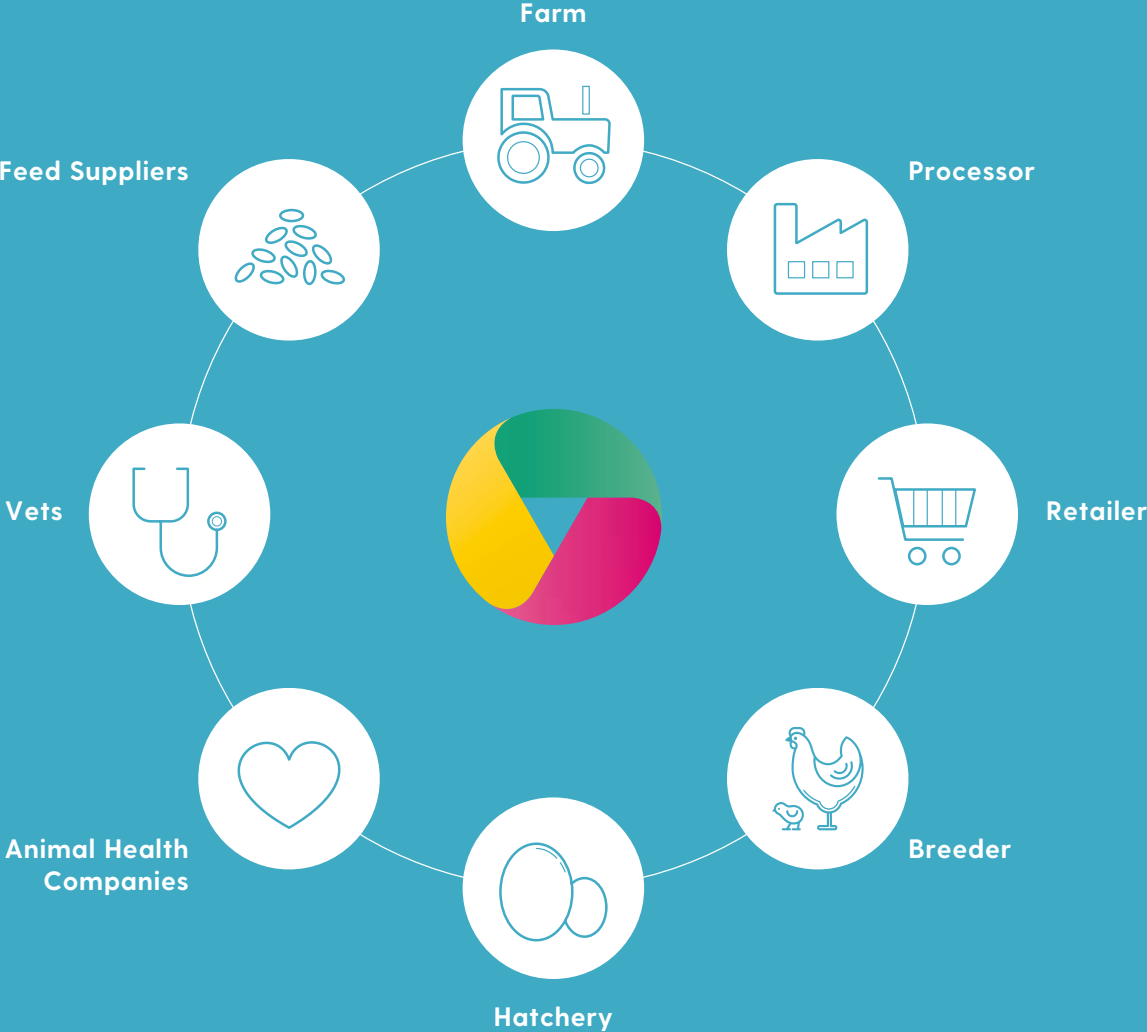 Farm
Feed Suppliers
Processor
Vets
Retailer
Animal Health
Companies
Breeder
Hatchery